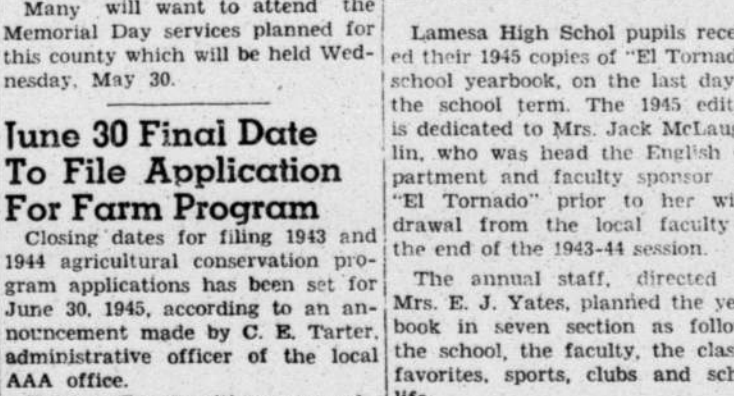 Many will want to attend the
Memorial Day services planned for
this county which will be held Wed-
nesday, May 30.
June 30 Final Date
To File Application
For Farm Program
Closing dates for filing 1943 and
1944 agricultural conservation pro-
gram applications has been set for
June 30, 1945, according to an an-
nouncement made by C. E. Tarter,
administrative officer of the local
AAA office.
Lamesa High Schol pupils rece
ed their 1945 copies of "El Tornad
school yearbook, on the last day
the school term. The 1945 edit
is dedicated to Mrs. Jack McLaug
lin, who was head the English
partment and faculty sponsor
"El Tornado" prior to her wi
drawal from the local faculty
the end of the 1943-44 session.
The annual staff, directed
Mrs. E. J. Yates, planned the ye
book in seven section as follo
the school, the faculty, the clas
favorites, sports, clubs and sch